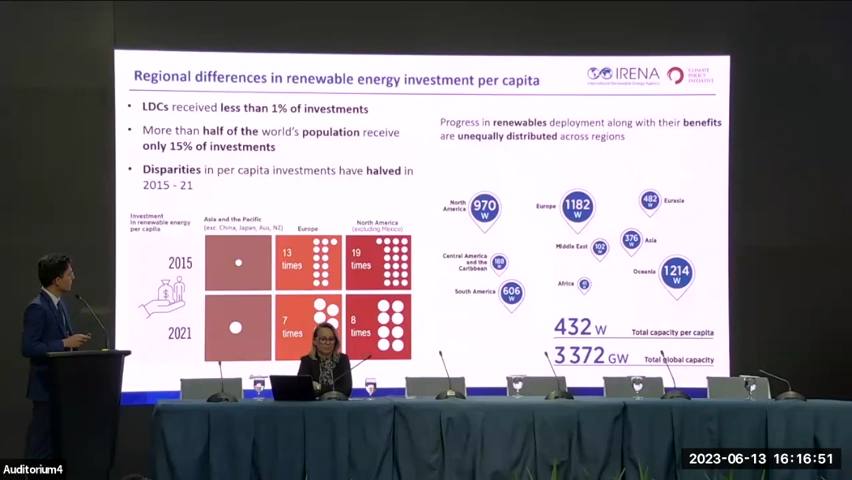 Regional differences in renewable energy investment per capita
IRENA
International Renewable Energy Agency
CLIMATE
POLICY
INITIATIVE
• LDCs received less than 1% of investments
• More than half of the world's population receive
only 15% of investments
• Disparities in per capita investments have halved in
2015 - 21
Progress in renewables deployment along with their benefits
are unequally distributed across regions
Investment
in renewable energy
per capita
Asia and the Pacific
(exc. China, Japan, Aus, NZ)
Europe
North America
(excluding Mexico)
2015
13
times
19
times
2021
7
times
8
times
North
America
970
W
Europe
1182
W
482
W
Eurasia
Middle East
102
W
376
W
Asia
Central America
and the
Caribbean
188
W
South America
606
W
Africa
Oceania
1214
W
432 W
Total capacity per capita
3 372 GW
Total global capacity
Auditorium4
2023-06-13 16:16:51